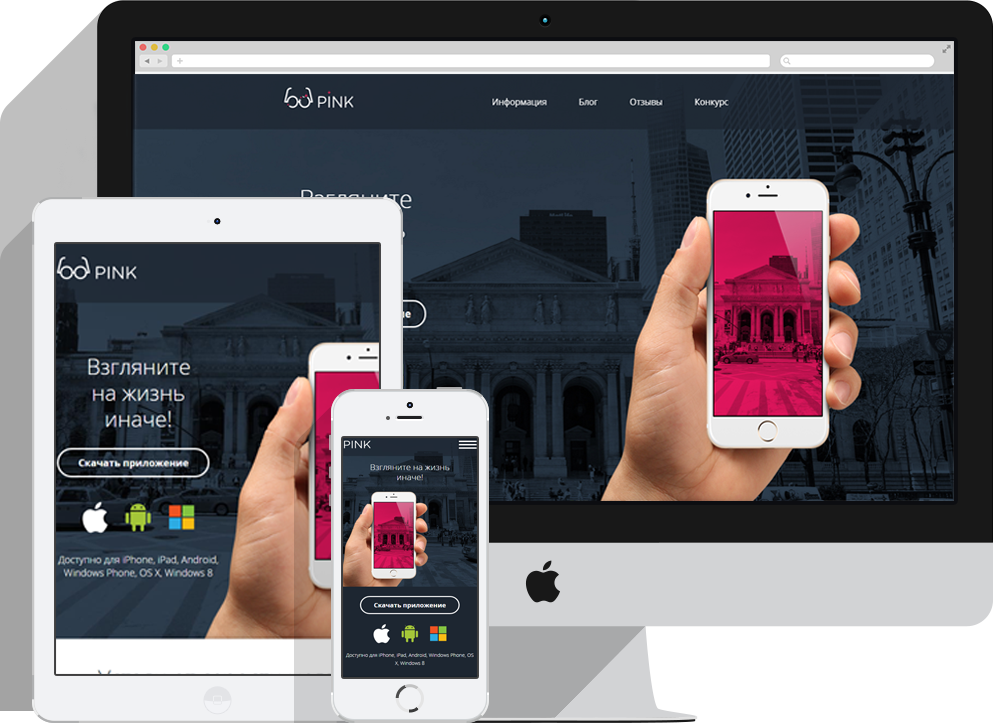 PINK
Информация Блог Отзывы Конкурс
Взгляните
PINK
Взгляните
на жизнь
иначе!
Скачать приложение
Доступно для iPhone, iPad, Android,
Windows Phone, OS X, Windows 8
PINK
Взгляните на жизнь
иначе!
Скачать приложение
Доступно для iPhone, iPad, Android, Windows Phone, OS
X, Windows 8